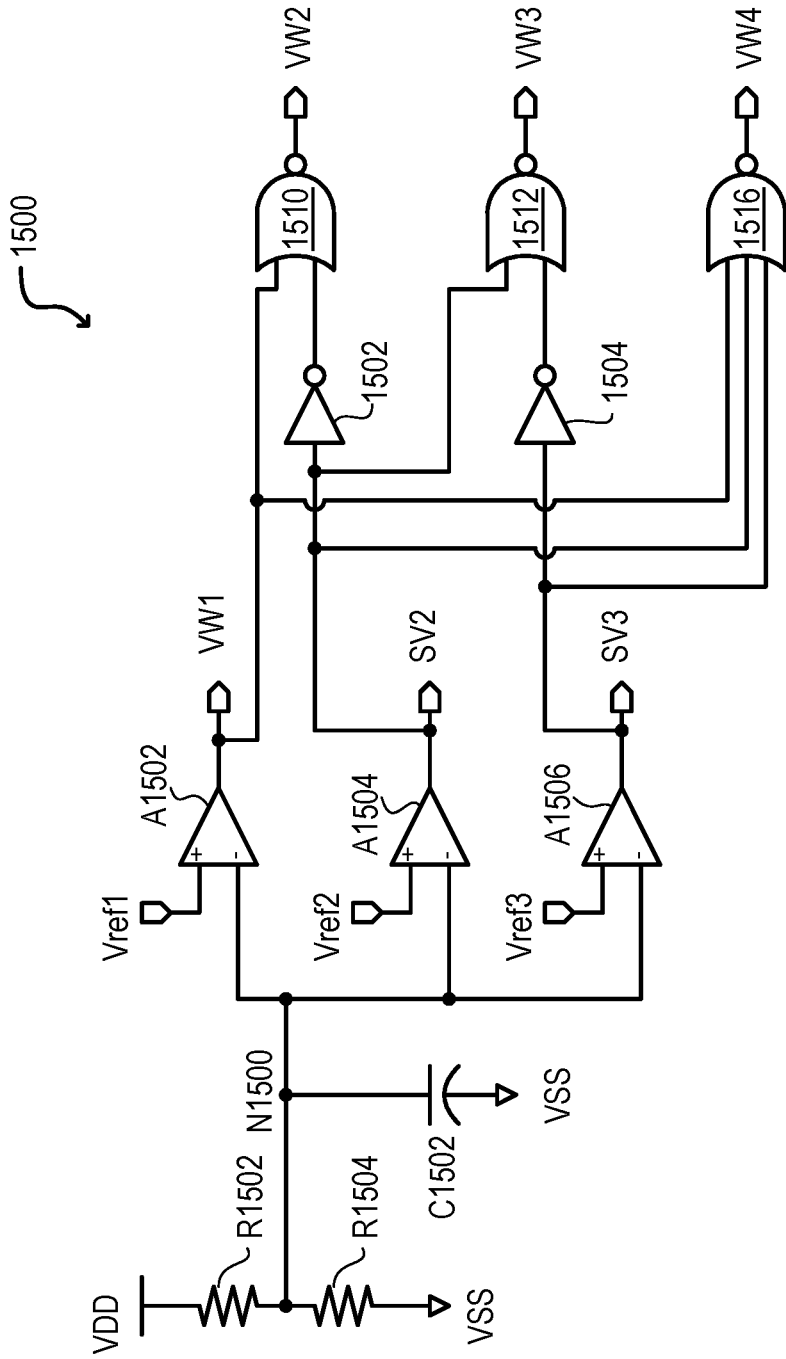 1500
VDD
R1502
R1504
VSS
N1500
C1502
VSS
Vref1
+
-
A1502
VW1
Vref2
+
-
A1504
SV2
Vref3
+
-
A1506
SV3
1502
1504
1510
VW2
1512
VW3
1516
VW4